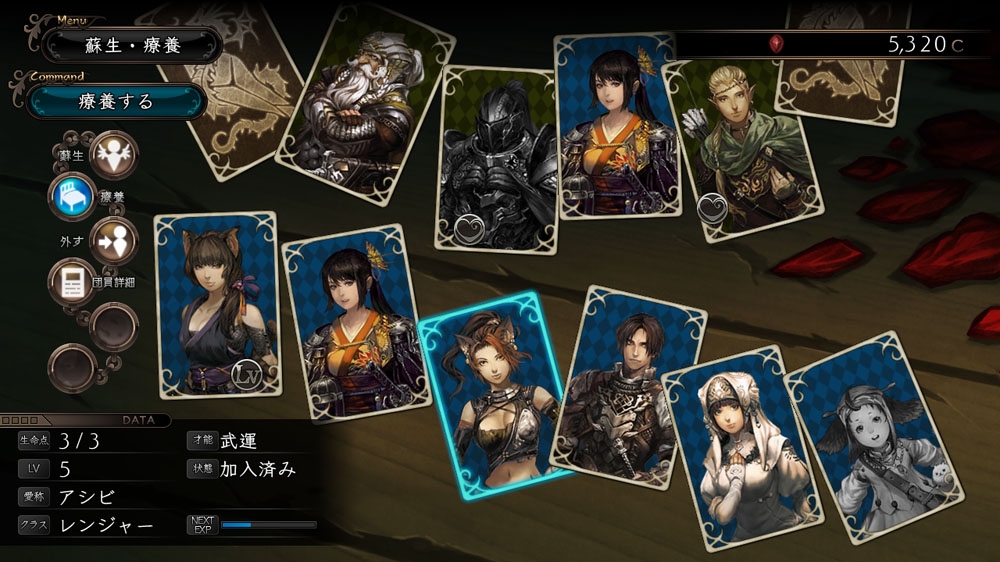 Menu
蘇生・療養
5,320C
Command
療養する
蘇生
療養
外す
団員詳細
LV
DATA
生命点 3/3 才能 武運
LV 5 状態 加入済み
愛称 アシビ
クラス レンジャー NEXT EXP